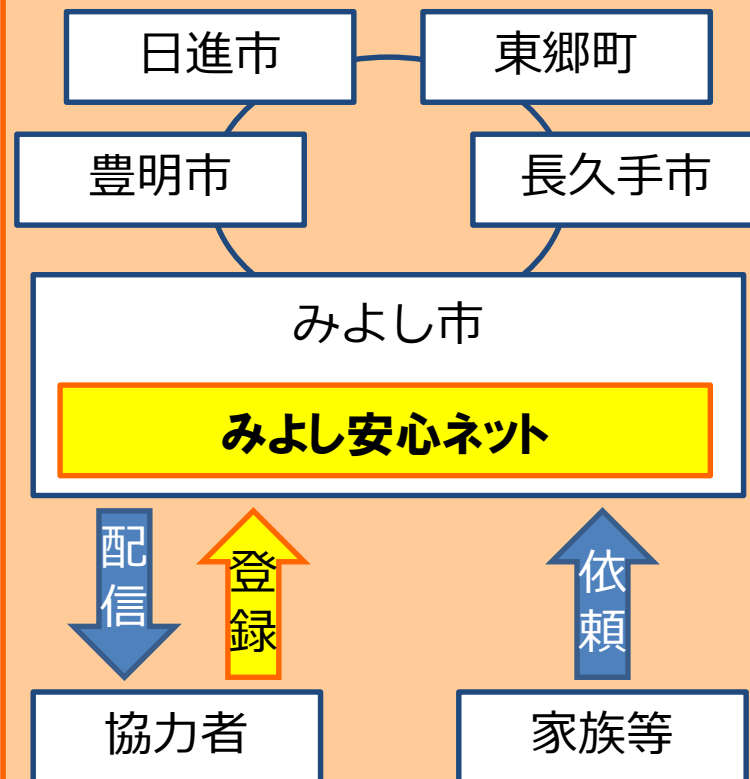 日進市
東郷町
豊明市
長久手市
みよし市
みよし安心ネット
配信
登録
依頼
協力者
家族等